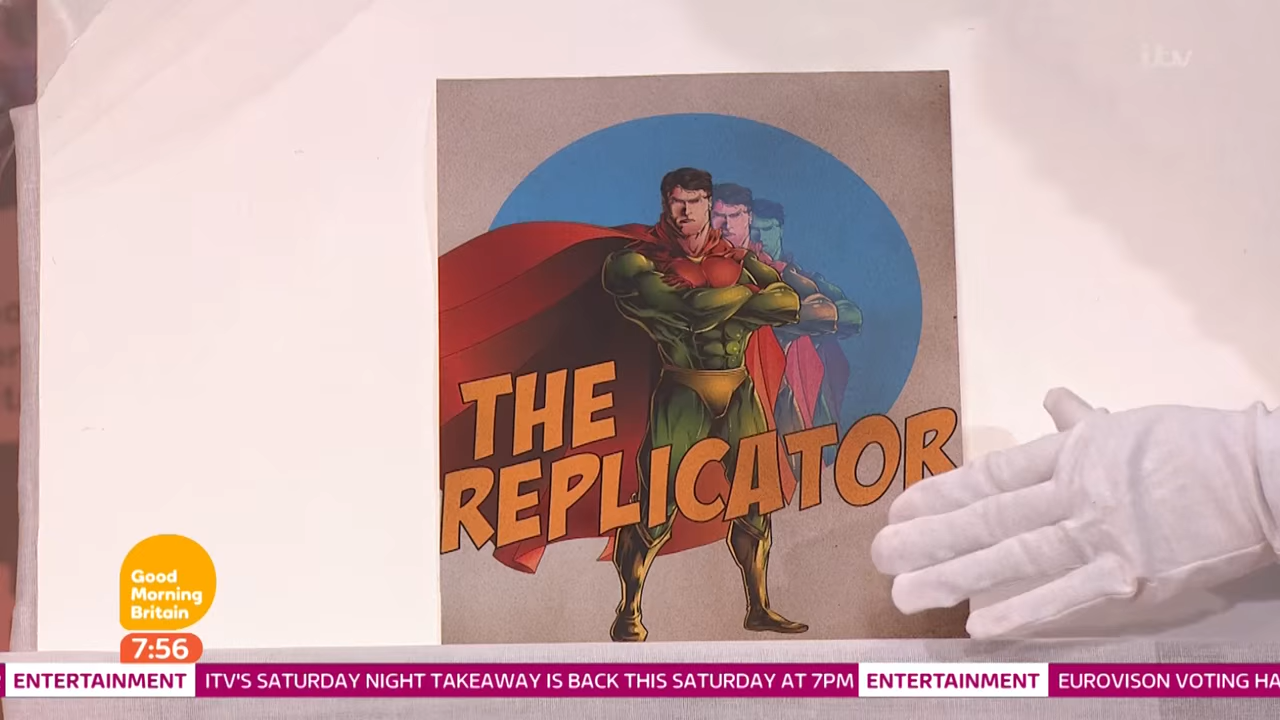 itv
THE
REPLICATOR
Good
Morning
Britain
7:56
ENTERTAINMENT ITV'S SATURDAY NIGHT TAKEAWAY IS BACK THIS SATURDAY AT 7PM ENTERTAINMENT EUROVISON VOTING HA